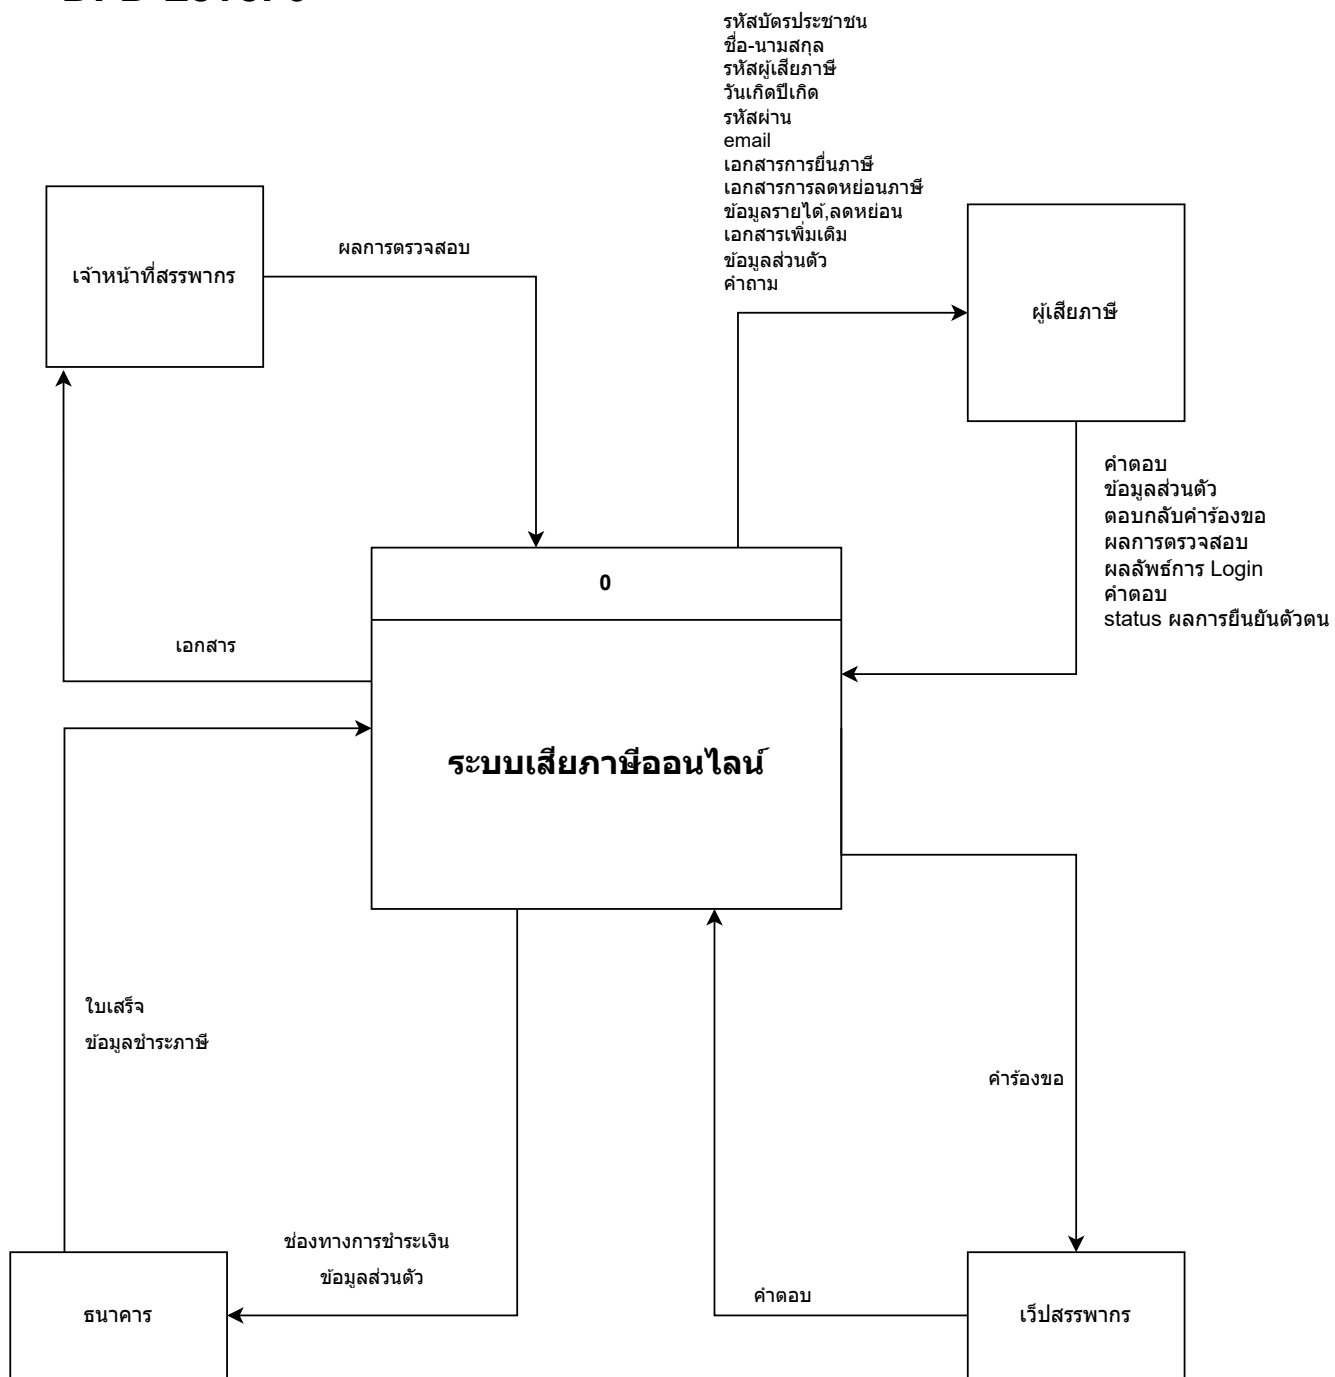 รหัสบัตรประชาชน
ชื่อ-นามสกุล
รหัสผู้เสียภาษี
วันเกิดปีเกิด
รหัสผ่าน
email
เอกสารการยื่นภาษี
เอกสารการลดหย่อนภาษี
ข้อมูลรายได้,ลดหย่อน
เอกสารเพิ่มเติม
ข้อมูลส่วนตัว
คำถาม
เจ้าหน้าที่สรรพากร
ผลการตรวจสอบ
ผู้เสียภาษี
คำตอบ
ข้อมูลส่วนตัว
ตอบกลับคำร้องขอ
ผลการตรวจสอบ
ผลลัพธ์การ Login
คำตอบ
status ผลการยืนยันตัวตน
0
เอกสาร
ระบบเสียภาษีออนไลน์
ใบเสร็จ
ข้อมูลชำระภาษี
คำร้องขอ
ช่องทางการชำระเงิน
ข้อมูลส่วนตัว
คำตอบ
ธนาคาร
เว็ปสรรพากร